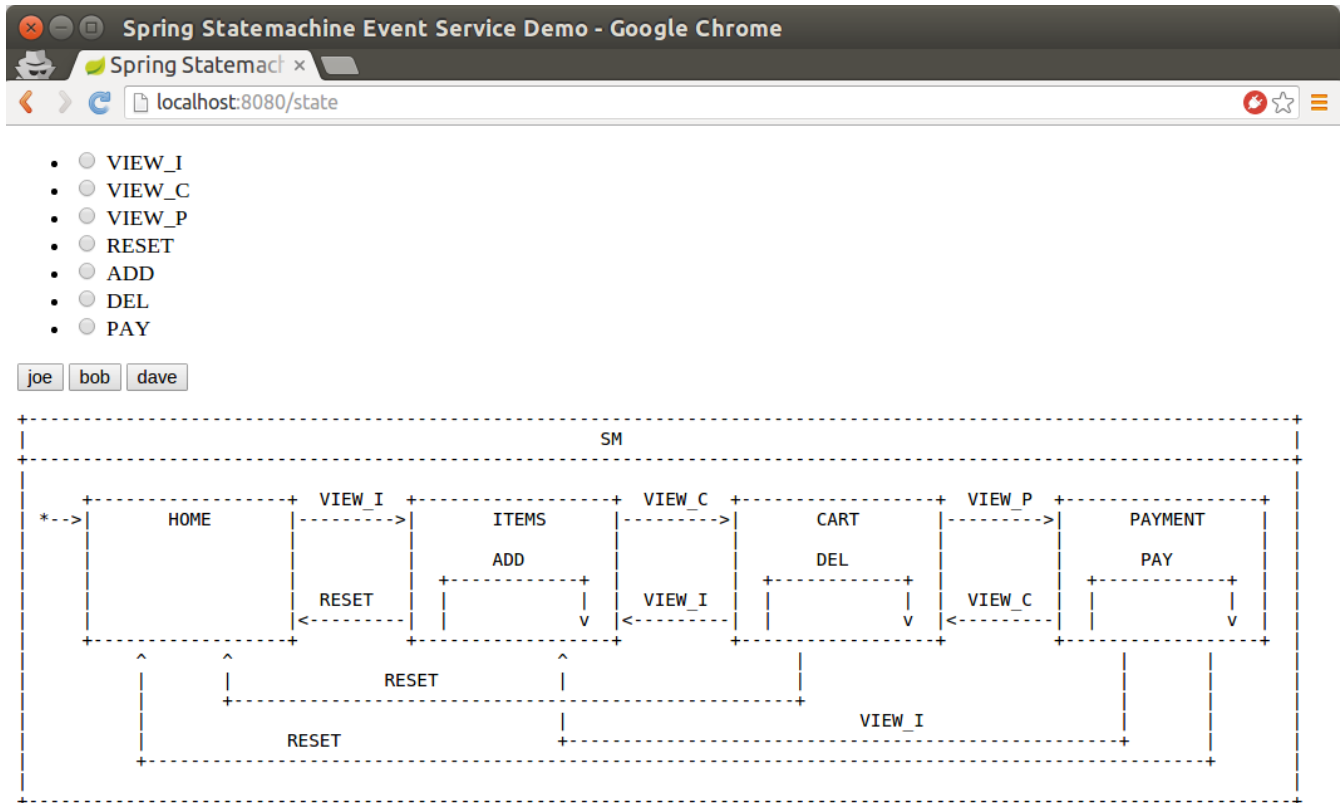 Spring Statemachine Event Service Demo - Google Chrome
Spring Statemach
localhost:8080/state
VIEW_I
VIEW_C
VIEW_P
RESET
ADD
DEL
PAY
joe bob dave
SM
VIEW_I VIEW_C VIEW_P
*-->| HOME |--------->| ITEMS |--------->| CART |--------->| PAYMENT
ADD DEL PAY
RESET VIEW_I VIEW_C
|<---------| v |<---------| v |<---------| v
^ ^ ^
RESET
VIEW_I
RESET